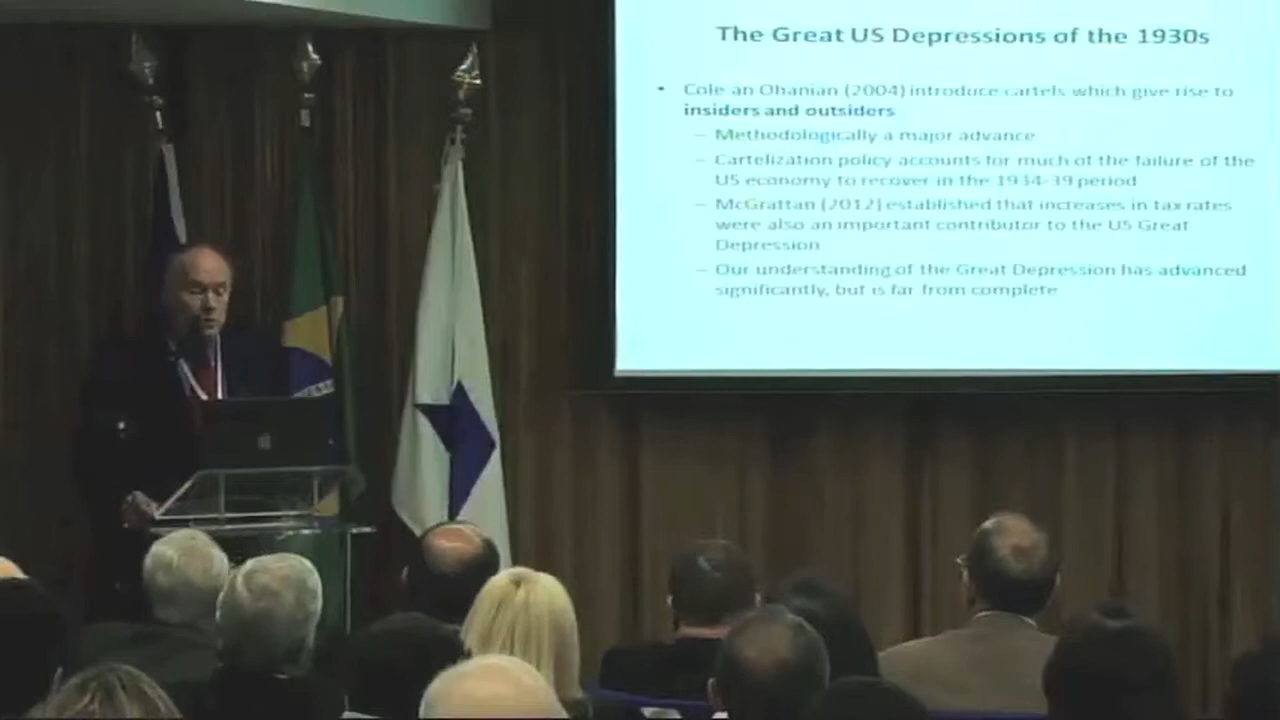 The Great US Depressions of the 1930s
• Cole an Ohanian (2004) introduce cartels which give rise to
insiders and outsiders
– Methodologically a major advance
– Cartelization policy accounts for much of the failure of the
US economy to recover in the 1934-39 period
– McGrattan (2012) established that increases in tax rates
were also an important contributor to the US Great
Depression
– Our understanding of the Great Depression has advanced
significantly, but is far from complete